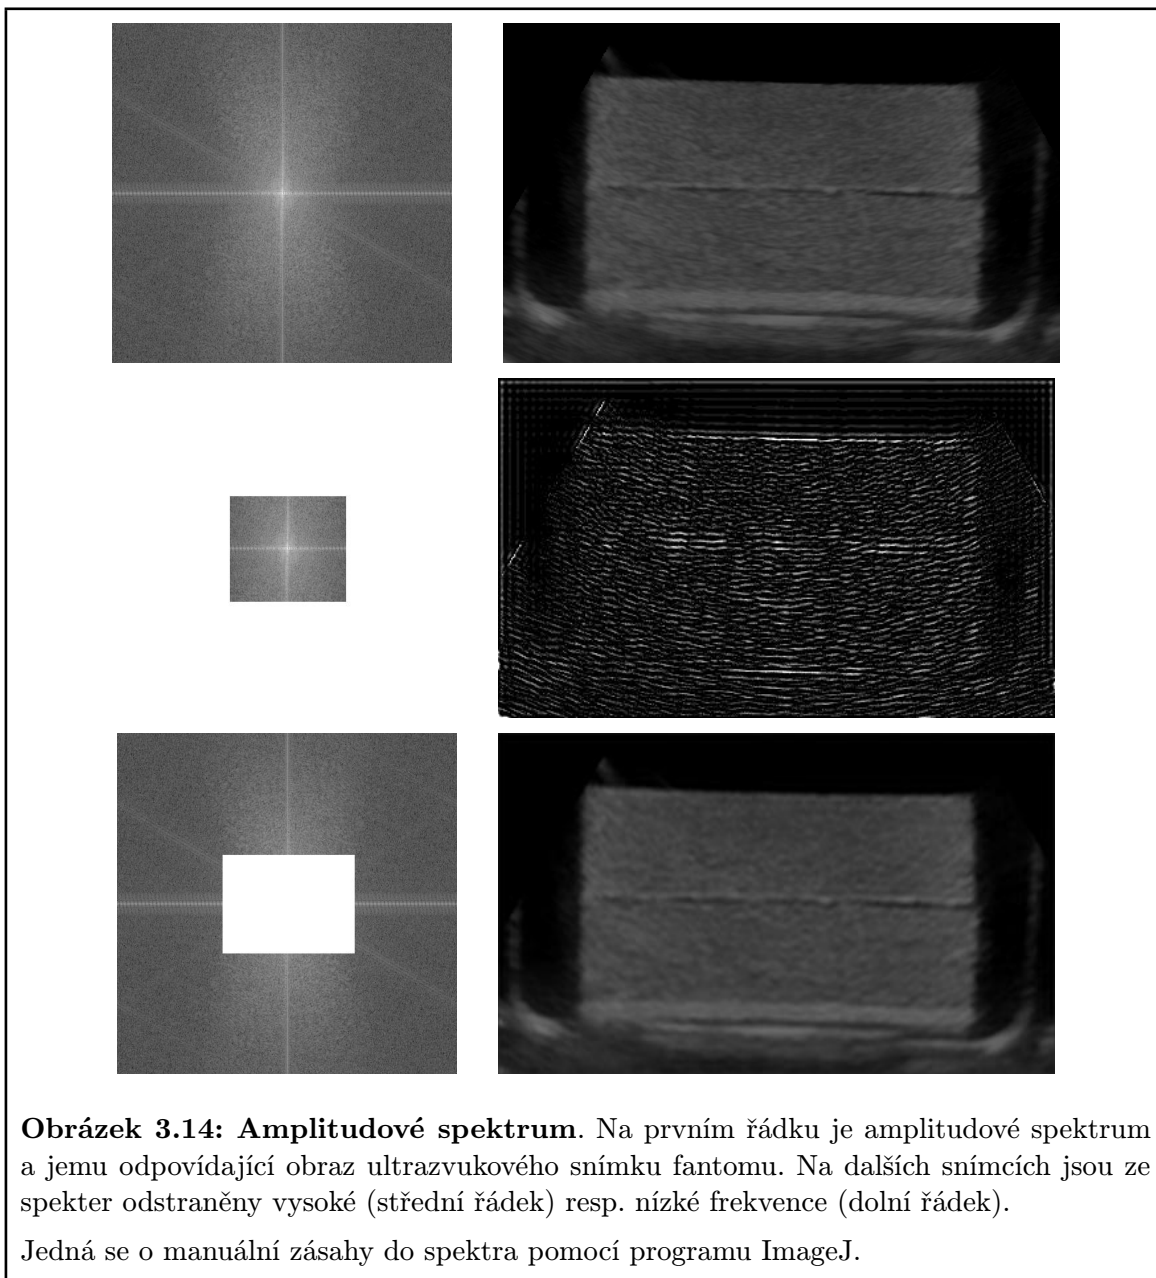 Obrázek 3.14: Amplitudové spektrum. Na prvním řádku je amplitudové spektrum
a jemu odpovídající obraz ultrazvukového snímku fantomu. Na dalších snímcích jsou ze
spekter odstraněny vysoké (střední řádek) resp. nízké frekvence (dolní řádek).
Jedná se o manuální zásahy do spektra pomocí programu ImageJ.